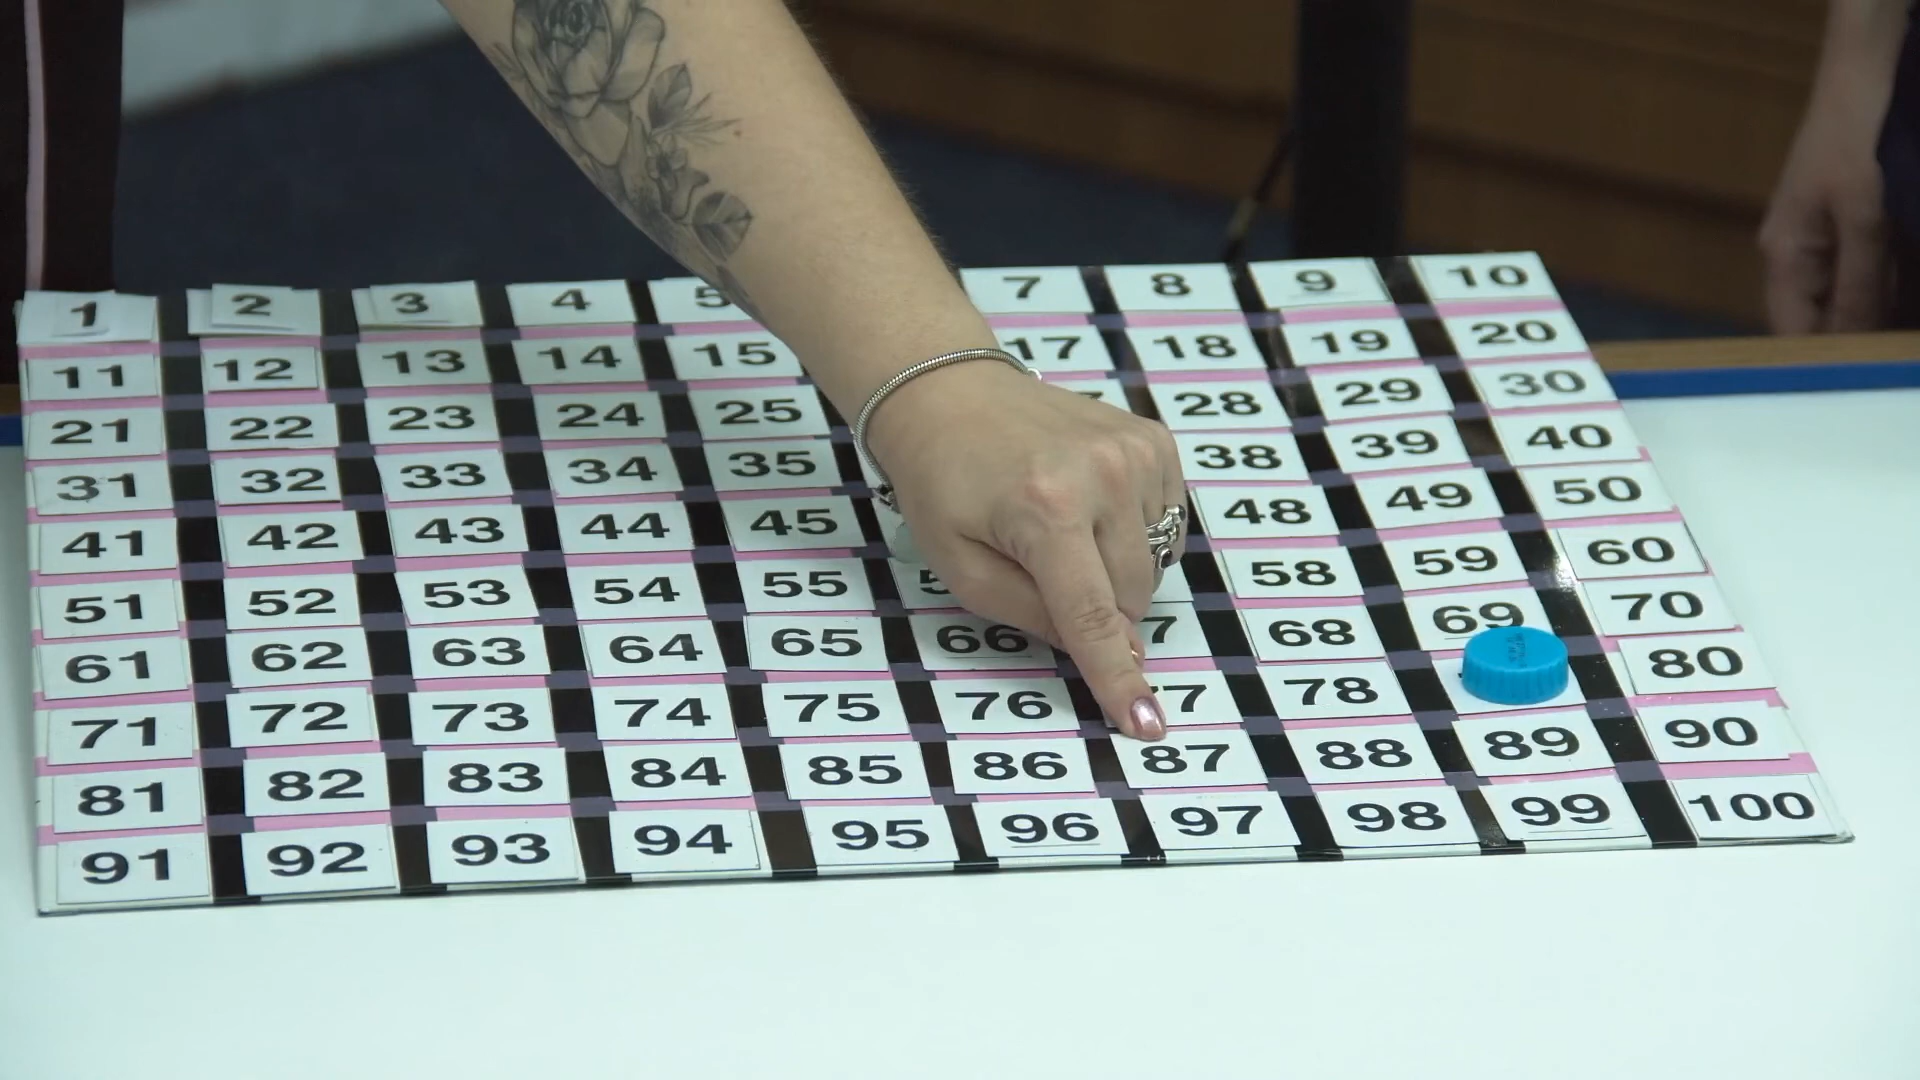 1 2 3 4 5 7 8 9 10
11 12 13 14 15 17 18 19 20
21 22 23 24 25 28 29 30
31 32 33 34 35 38 39 40
41 42 43 44 45 48 49 50
51 52 53 54 55 58 59 60
61 62 63 64 65 66 68 69 70
71 72 73 74 75 76 77 78 80
81 82 83 84 85 86 87 88 89 90
91 92 93 94 95 96 97 98 99 100